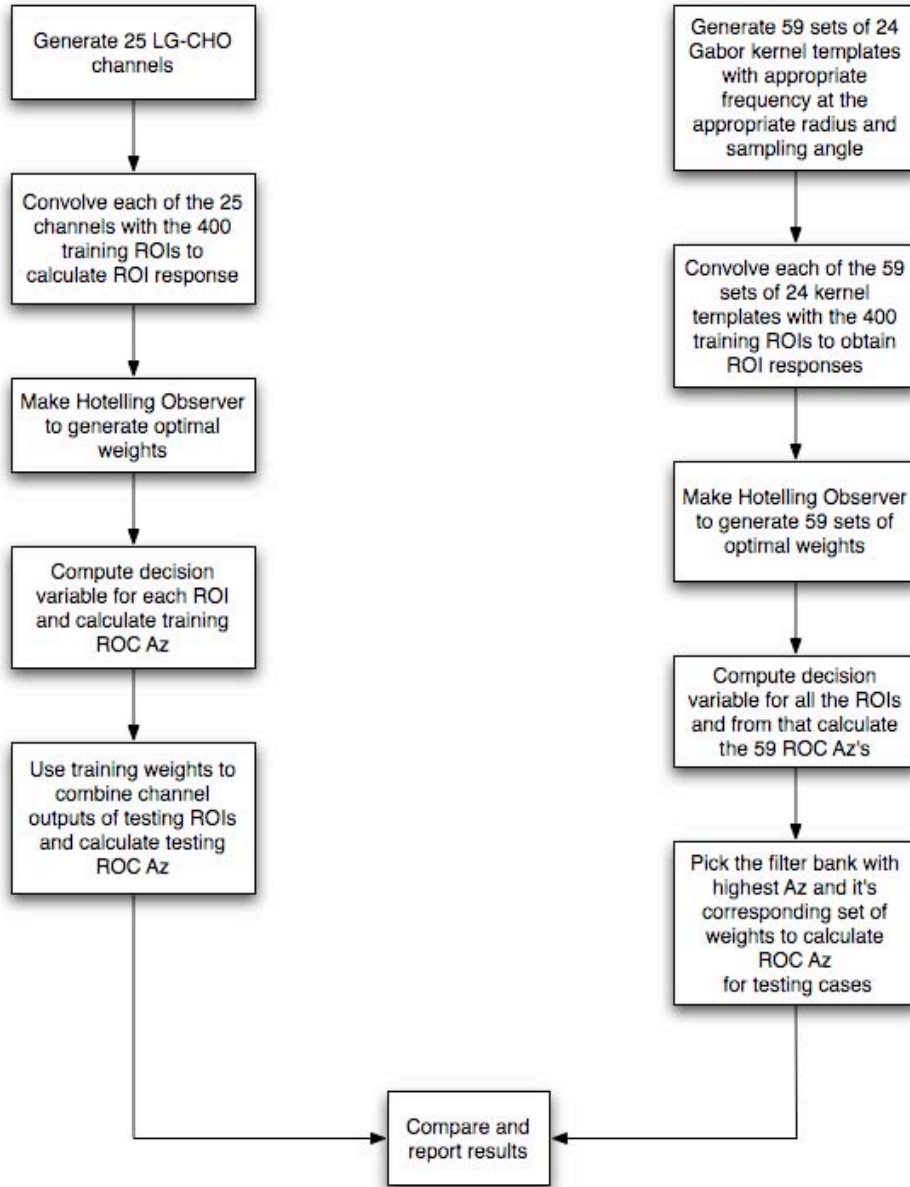 Generate 25 LG-CHO
channels
Convolve each of the 25
channels with the 400
training ROIs to
calculate ROI response
Make Hotelling Observer
to generate optimal
weights
Compute decision
variable for each ROI
and calculate training
ROC Az
Use training weights to
combine channel
outputs of testing ROIs
and calculate testing
ROC Az
Generate 59 sets of 24
Gabor kernel templates
with appropriate
frequency at the
appropriate radius and
sampling angle
Convolve each of the 59
sets of 24 kernel
templates with the 400
training ROIs to obtain
ROI responses
Make Hotelling Observer
to generate 59 sets of
optimal weights
Compute decision
variable for all the ROIs
and from that calculate
the 59 ROC Az's
Pick the filter bank with
highest Az and it's
corresponding set of
weights to calculate
ROC Az
for testing cases
Compare and
report results